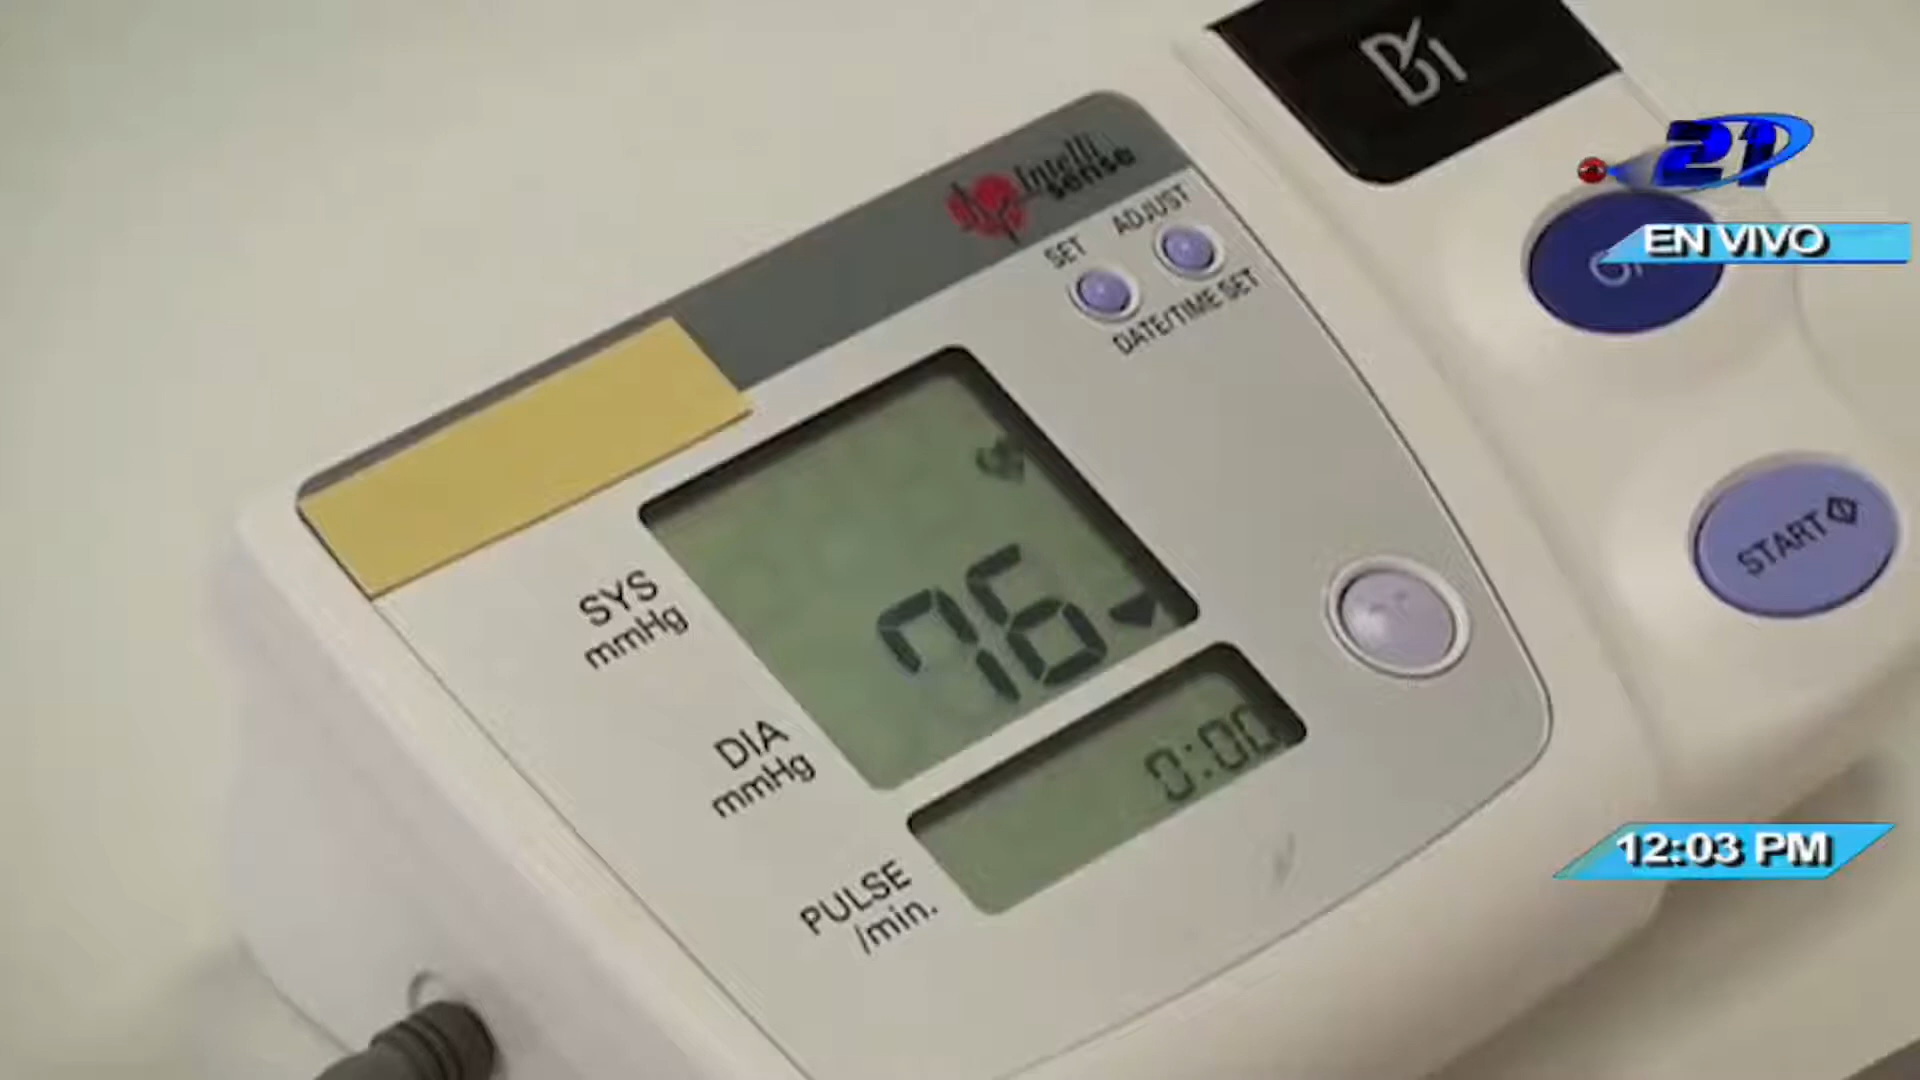 21
EN VIVO
Intelli
sense
SET
ADJUST
DATE/TIME SET
START
SYS
mmHg
76
DIA
mmHg
0:00
PULSE
/min.
12:03 PM